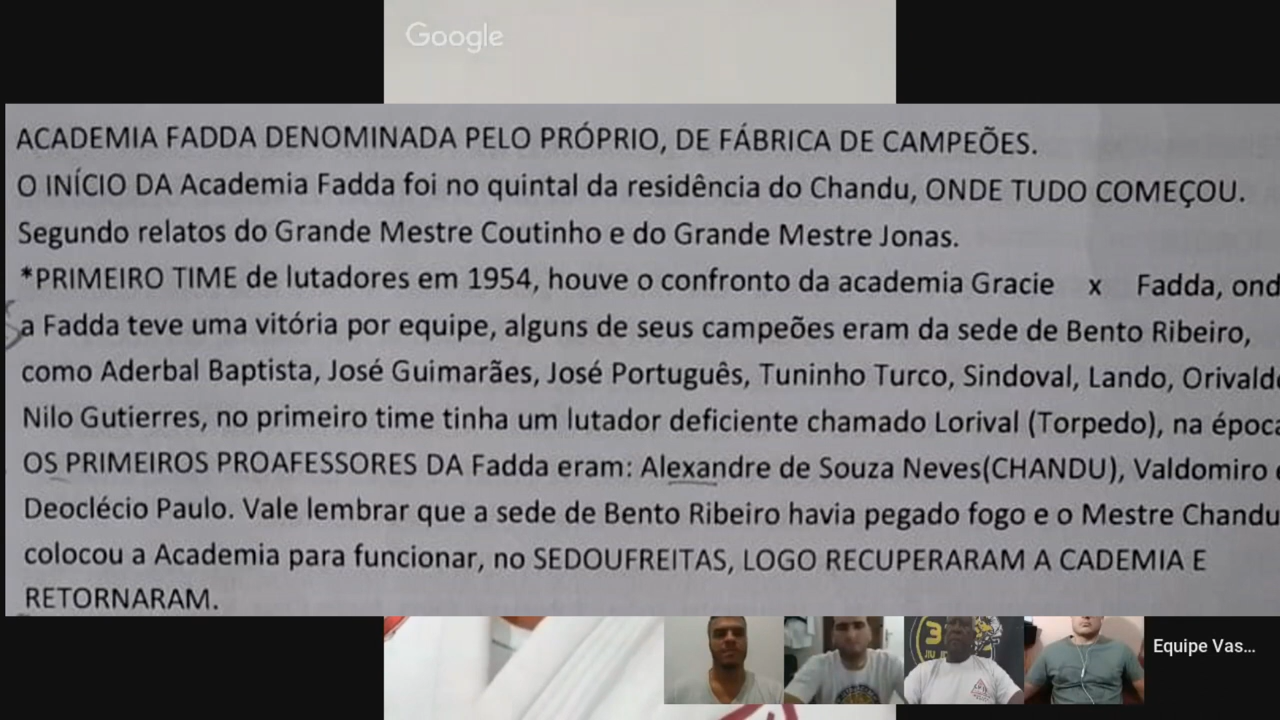 Google
ACADEMIA FADDA DENOMINADA PELO PRÓPRIO, DE FÁBRICA DE CAMPEÕES.
O INÍCIO DA Academia Fadda foi no quintal da residência do Chandu, ONDE TUDO COMEÇOU.
Segundo relatos do Grande Mestre Coutinho e do Grande Mestre Jonas.
*PRIMEIRO TIME de lutadores em 1954, houve o confronto da academia Gracie x Fadda, ond
a Fadda teve uma vitória por equipe, alguns de seus campeões eram da sede de Bento Ribeiro,
como Aderbal Baptista, José Guimarães, José Português, Tuninho Turco, Sindoval, Lando, Orivald
Nilo Gutierres, no primeiro time tinha um lutador deficiente chamado Lorival (Torpedo), na época
OS PRIMEIROS PROAFESSORES DA Fadda eram: Alexandre de Souza Neves(CHANDU), Valdomiro
Deoclécio Paulo. Vale lembrar que a sede de Bento Ribeiro havia pegado fogo e o Mestre Chandu
colocou a Academia para funcionar, no SEDOUFREITAS, LOGO RECUPERARAM A CADEMIA E
RETORNARAM.
3
Equipe Vas...